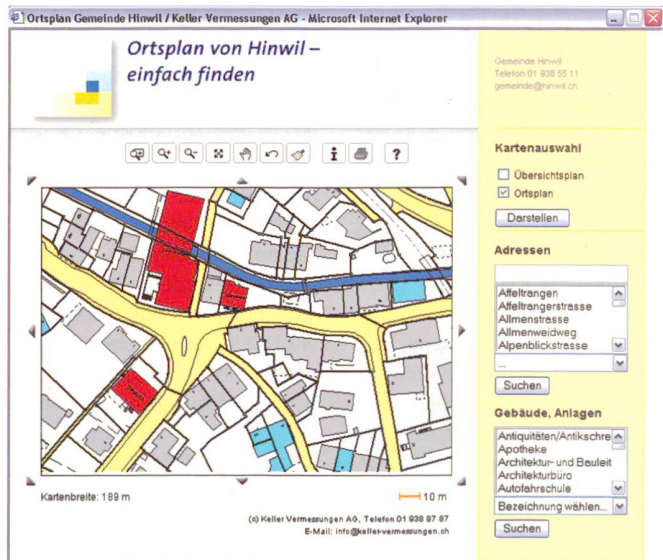 Ortsplan Gemeinde Hinwil / Keller Vermessungen AG - Microsoft Internet Explorer
Ortsplan von Hinwil –
einfach finden
Gemeinde Hinwil
Telefon 01 938 55 11
gemeinde@hinwil.ch
Kartenauswahl
Übersichtsplan
Ortsplan
Darstellen
Adressen
Affeltrangen
Affeltrangerstrasse
Allmenstrasse
Allmenweidweg
Alpenblickstrasse
...
Suchen
Gebäude, Anlagen
Antiquitäten/Antikschre
Apotheke
Architektur- und Bauleit
Architekturbüro
Autofahrschule
Bezeichnung wählen...
Suchen
Kartenbreite: 189 m
10 m
(c) Keller Vermessungen AG, Telefon 01 938 87 87
E-Mail: info@keller-vermessungen.ch